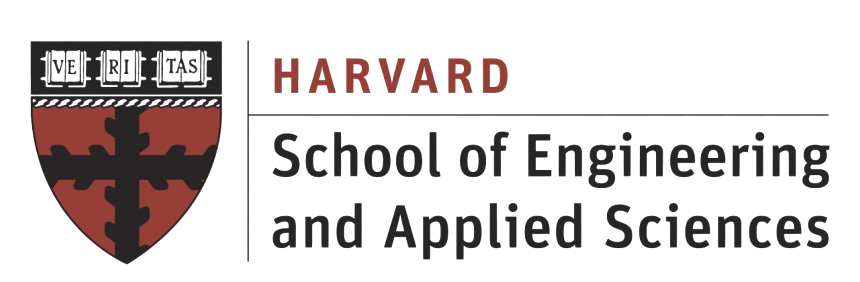 VE RI TAS
HARVARD
School of Engineering
and Applied Sciences